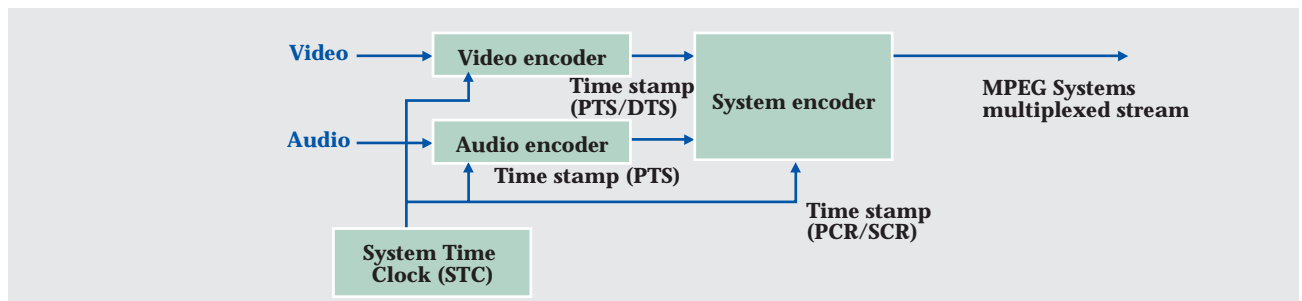 Video
Video encoder
Time stamp
(PTS/DTS)
System encoder
MPEG Systems
multiplexed stream
Audio
Audio encoder
Time stamp (PTS)
Time stamp
(PCR/SCR)
System Time
Clock (STC)